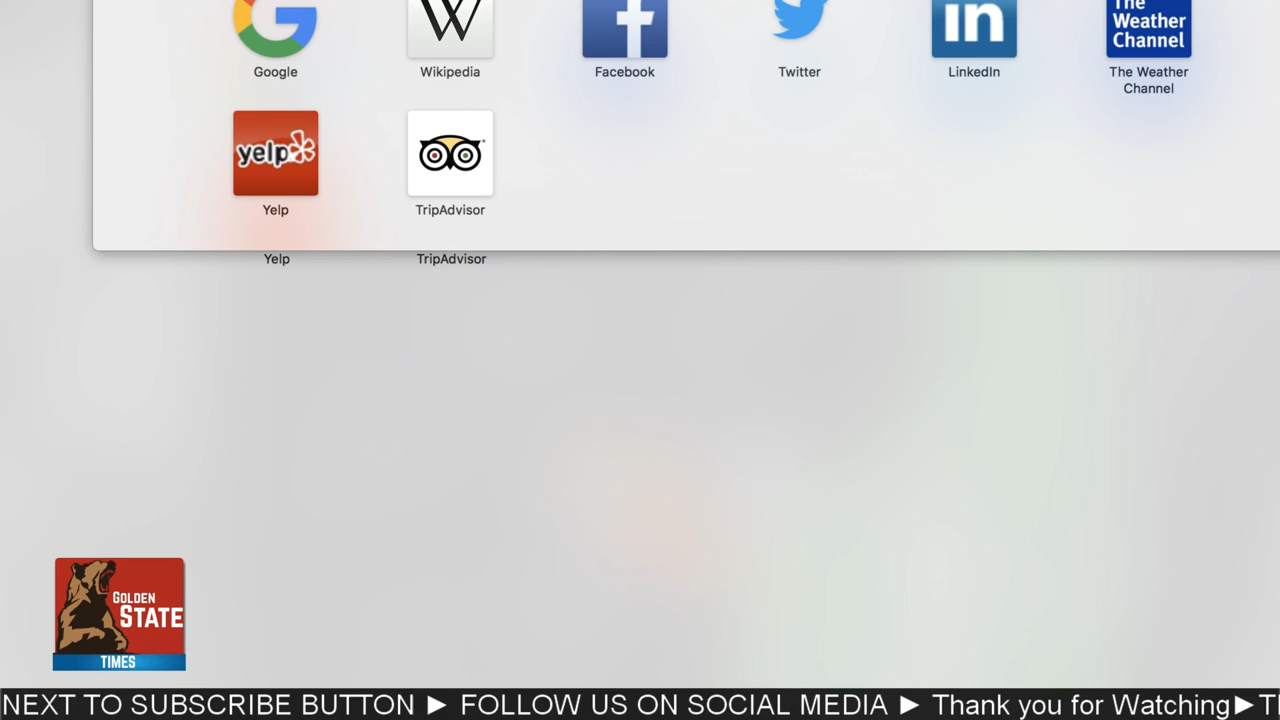 W
f
in
The
Weather
Channel
Google
Wikipedia
Facebook
Twitter
LinkedIn
The Weather
Channel
yelp
Yelp
TripAdvisor
Yelp
TripAdvisor
GOLDEN
STATE
TIMES
NEXT TO SUBSCRIBE BUTTON ► FOLLOW US ON SOCIAL MEDIA ► Thank you for Watching►T